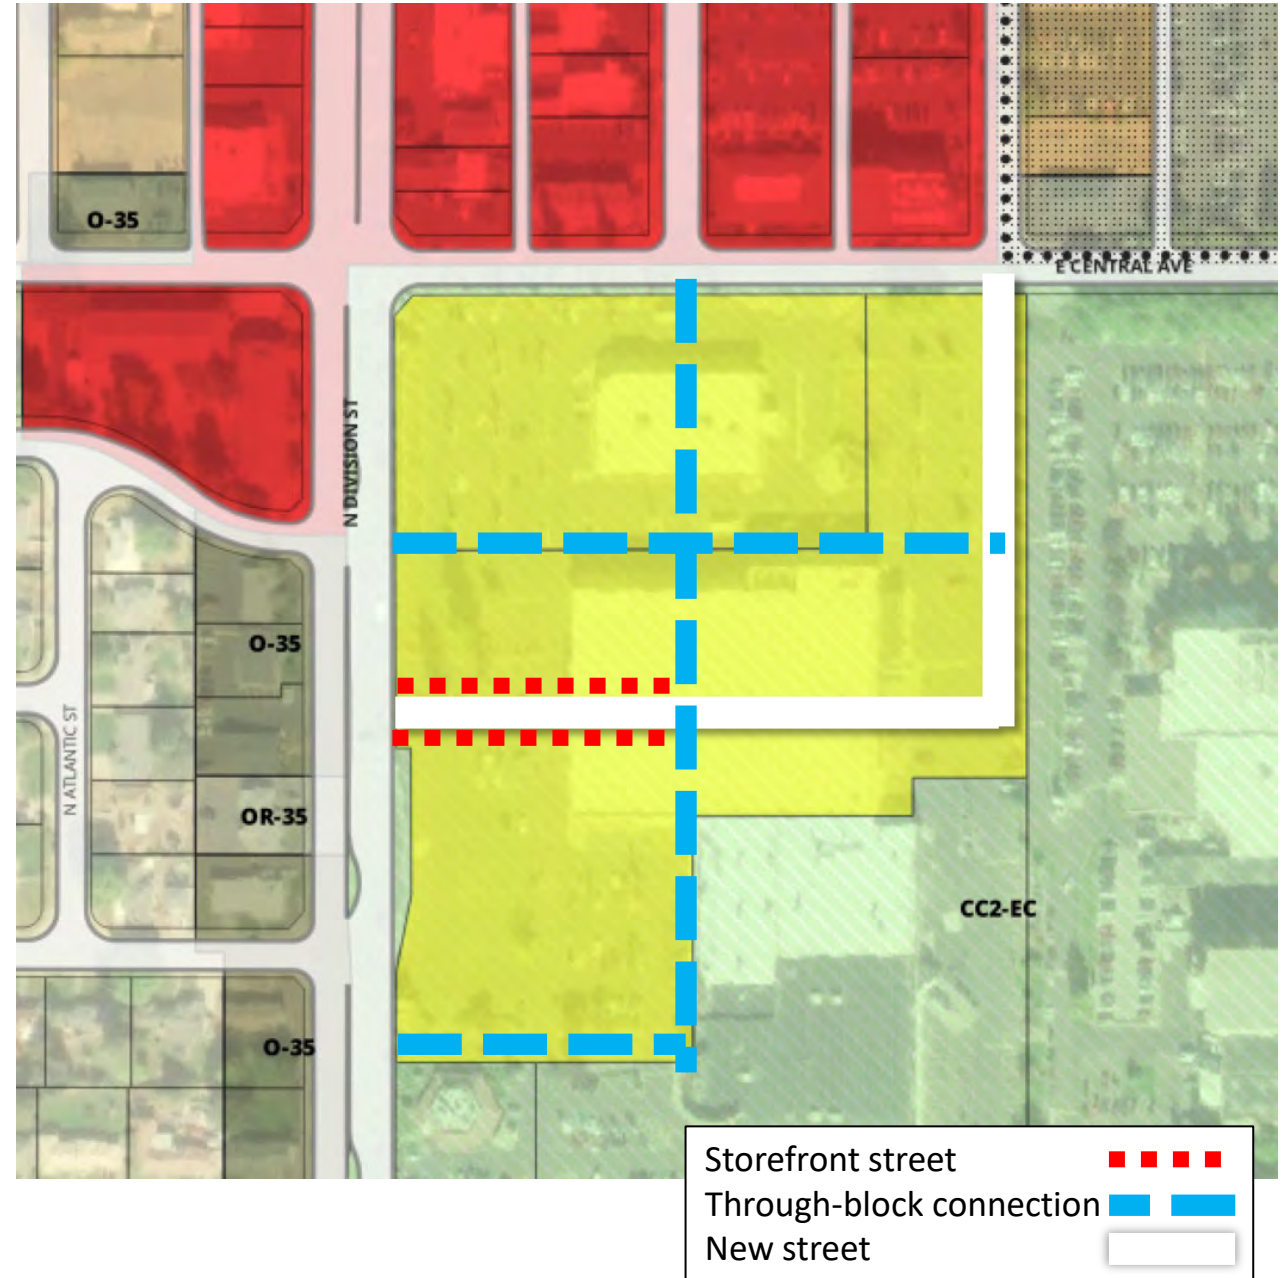 O-35
E CENTRAL AVE
N DIVISION ST
O-35
N ATLANTIC ST
OR-35
CC2-EC
O-35
Storefront street
Through-block connection
New street